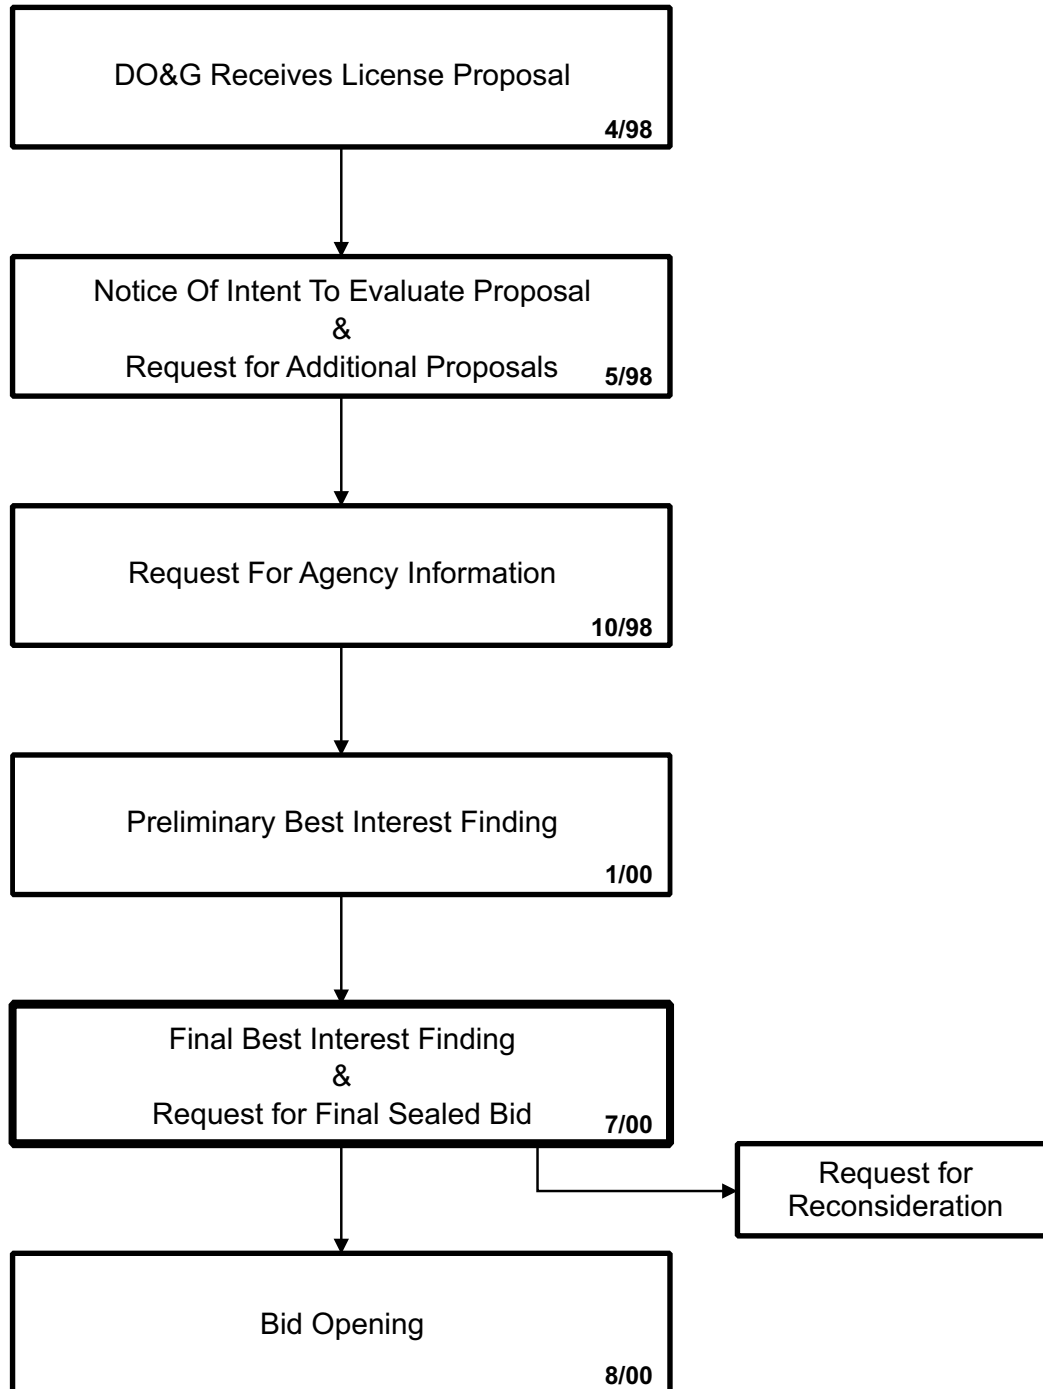 DO&G Receives License Proposal
4/98
Notice Of Intent To Evaluate Proposal
&
Request for Additional Proposals
5/98
Request For Agency Information
10/98
Preliminary Best Interest Finding
1/00
Final Best Interest Finding
&
Request for Final Sealed Bid
7/00
Request for
Reconsideration
Bid Opening
8/00